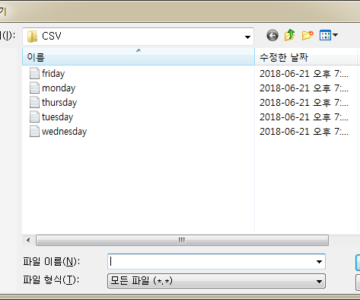 기
(I):
CSV
이름
수정한 날짜
friday
2018-06-21 오후 7:...
monday
2018-06-21 오후 7:...
thursday
2018-06-21 오후 7:...
tuesday
2018-06-21 오후 7:...
wednesday
2018-06-21 오후 7:...
파일 이름(N):
파일 형식(T):
모든 파일 (*.*)